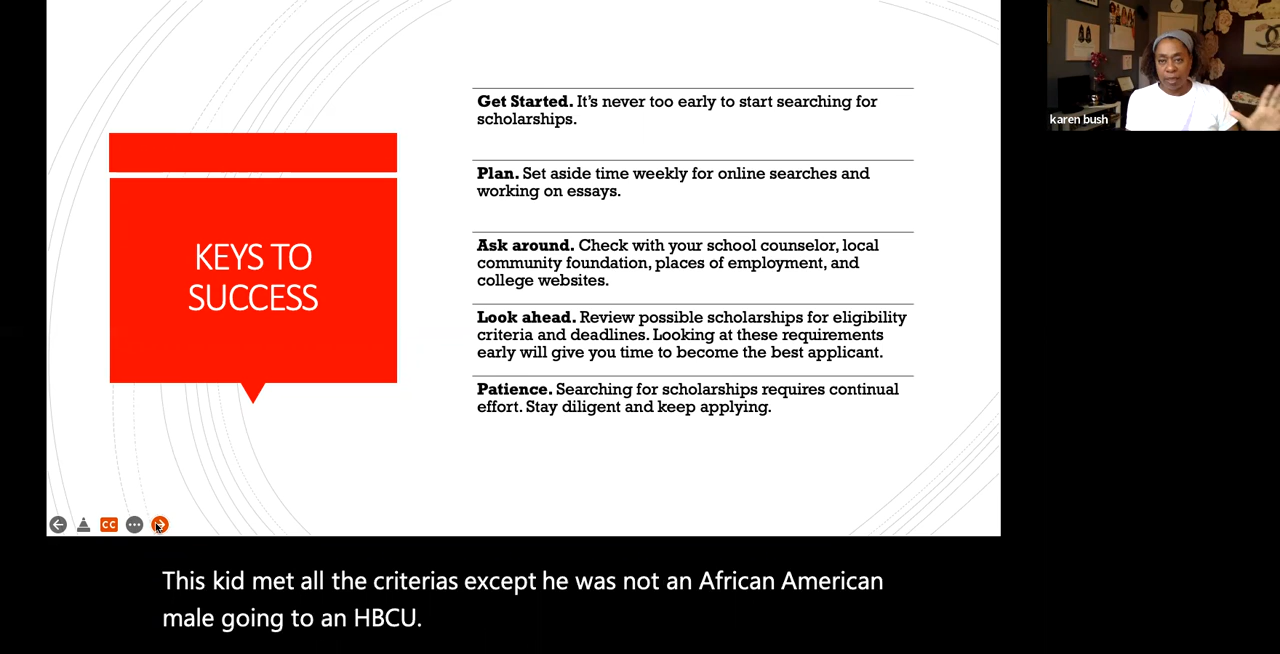 KEYS TO
SUCCESS
Get Started. It's never too early to start searching for
scholarships.
Plan. Set aside time weekly for online searches and
working on essays.
Ask around. Check with your school counselor, local
community foundation, places of employment, and
college websites.
Look ahead. Review possible scholarships for eligibility
criteria and deadlines. Looking at these requirements
early will give you time to become the best applicant.
Patience. Searching for scholarships requires continual
effort. Stay diligent and keep applying.
karen bush
CC
This kid met all the criterias except he was not an African American
male going to an HBCU.